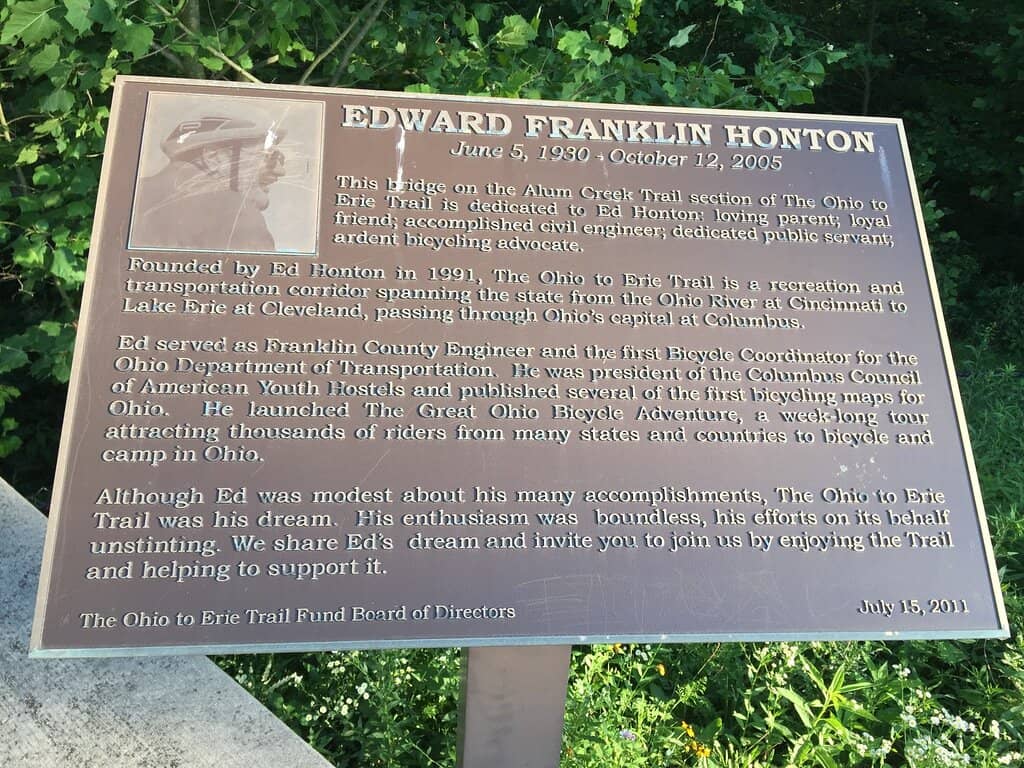 EDWARD FRANKLIN HONTON
June 5, 1930 - October 12, 2005
This bridge on the Alum Creek Trail section of The Ohio to
Erie Trail is dedicated to Ed Honton: loving parent; loyal
friend; accomplished civil engineer; dedicated public servant;
ardent bicycling advocate.
Founded by Ed Honton in 1991, The Ohio to Erie Trail is a recreation and
transportation corridor spanning the state from the Ohio River at Cincinnati to
Lake Erie at Cleveland, passing through Ohio's capital at Columbus.
Ed served as Franklin County Engineer and the first Bicycle Coordinator for the
Ohio Department of Transportation. He was president of the Columbus Council
of American Youth Hostels and published several of the first bicycling maps for
Ohio. He launched The Great Ohio Bicycle Adventure, a week-long tour
attracting thousands of riders from many states and countries to bicycle and
camp in Ohio.
Although Ed was modest about his many accomplishments, The Ohio to Erie
Trail was his dream. His enthusiasm was boundless, his efforts on its behalf
unstinting. We share Ed's dream and invite you to join us by enjoying the Trail
and helping to support it.
The Ohio to Erie Trail Fund Board of Directors
July 15, 2011